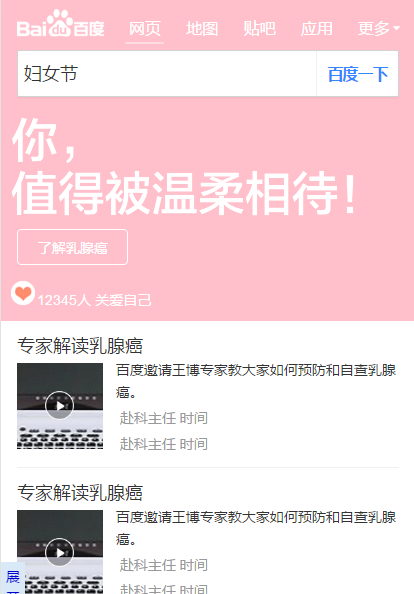 Bai du 百度 网页 地图 贴吧 应用 更多
妇女节 百度一下
你，
值得被温柔相待！
了解乳腺癌
12345人 关爱自己
专家解读乳腺癌
百度邀请王博专家教大家如何预防和自查乳腺
癌。
赴科主任 时间
赴科主任 时间
专家解读乳腺癌
百度邀请王博专家教大家如何预防和自查乳腺
癌。
赴科主任 时间
展
赴科主任 时间
开